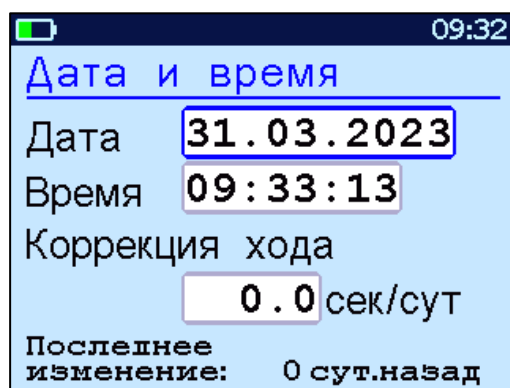 09:32
Дата и время
Дата 31.03.2023
Время 09:33:13
Коррекция хода
0.0 сек/сут
Последнее
изменение: 0 сут.назад